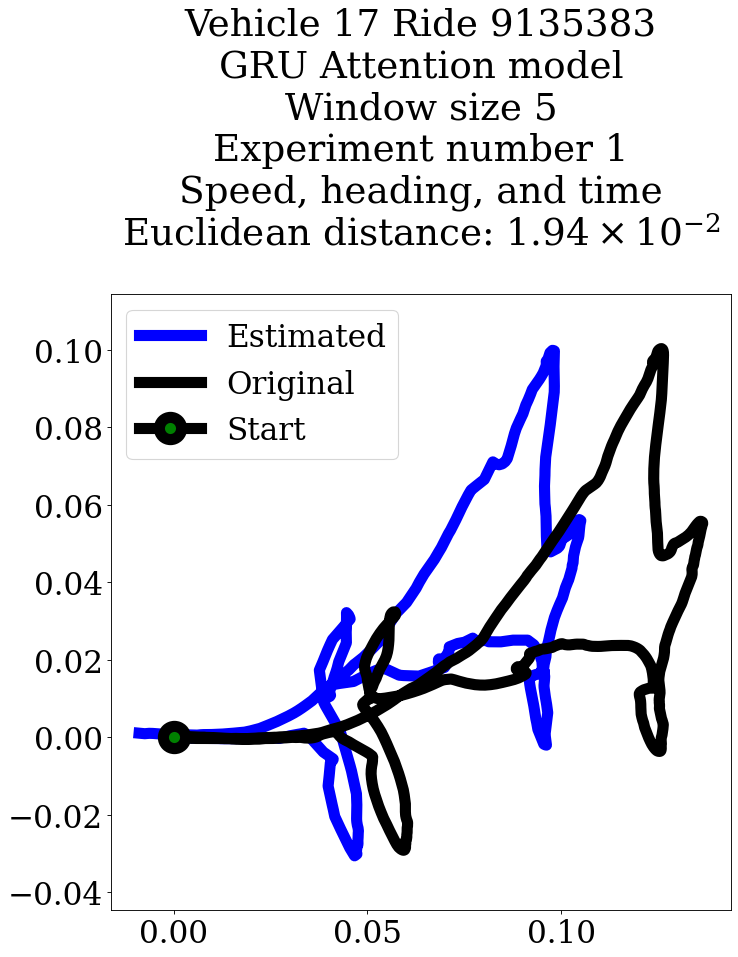 Vehicle 17 Ride 9135383
GRU Attention model
Window size 5
Experiment number 1
Speed, heading, and time
Euclidean distance: 1.94 × 10⁻²
Estimated
Original
Start
0.10
0.08
0.06
0.04
0.02
0.00
−0.02
−0.04
0.00 0.05 0.10